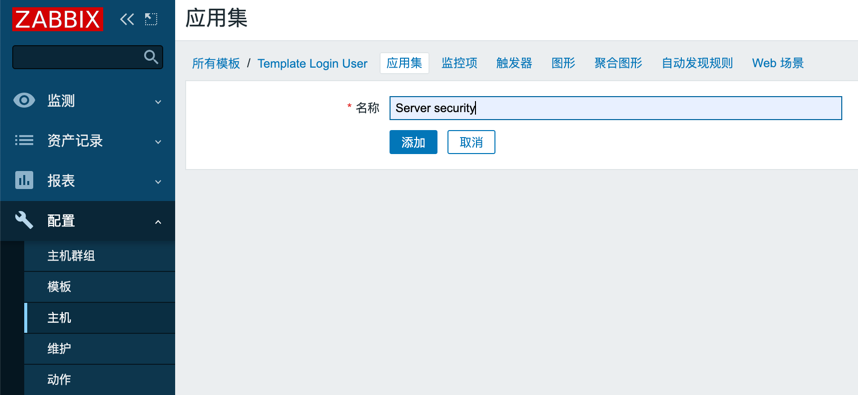 ZABBIX
应用集
所有模板 / Template Login User 应用集 监控项 触发器 图形 聚合图形 自动发现规则 Web 场景
* 名称 Server security
添加 取消
监测
资产记录
报表
配置
主机群组
模板
主机
维护
动作